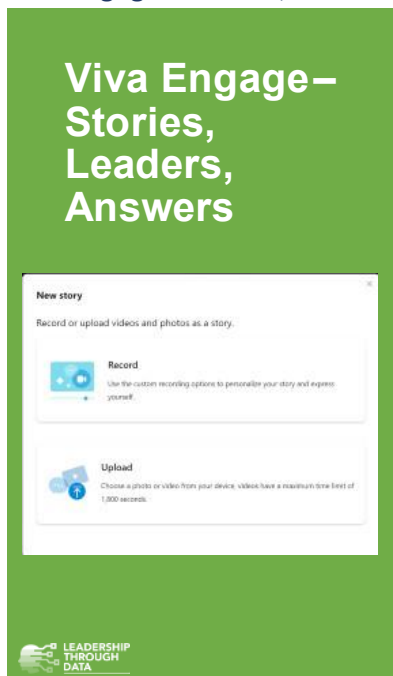 Viva Engage–
Stories,
Leaders,
Answers
New story
Record or upload videos and photos as a story.
Record
Use the custom recording options to personalize your story and express
yourself.
Upload
Choose a photo or video from your device, videos have a maximum time limit of
1,800 seconds.
LEADERSHIP
THROUGH
DATA